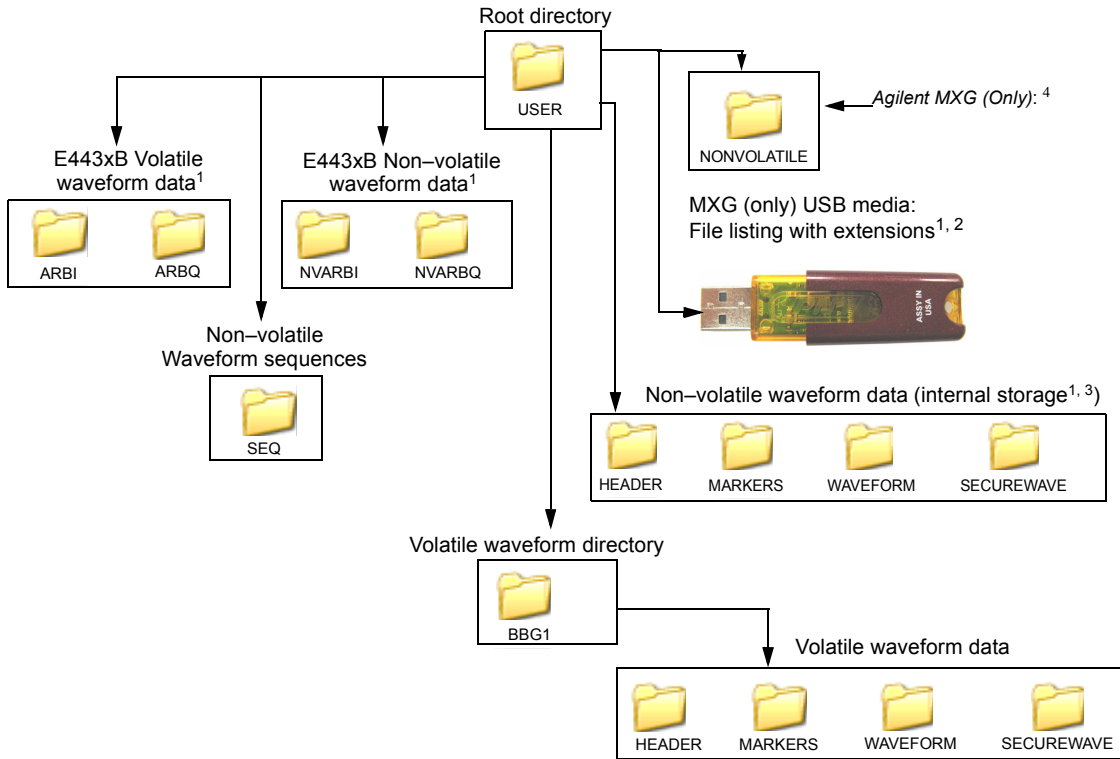 Root directory
USER
Agilent MXG (Only): 4
NONVOLATILE
E443xB Volatile
waveform data1
ARBI
ARBQ
E443xB Non–volatile
waveform data1
NVARBI
NVARBQ
MXG (only) USB media:
File listing with extensions1, 2
ASSY IN
USA
Non–volatile
Waveform sequences
SEQ
Non–volatile waveform data (internal storage1, 3)
HEADER
MARKERS
WAVEFORM
SECUREWAVE
Volatile waveform directory
BBG1
Volatile waveform data
HEADER
MARKERS
WAVEFORM
SECUREWAVE